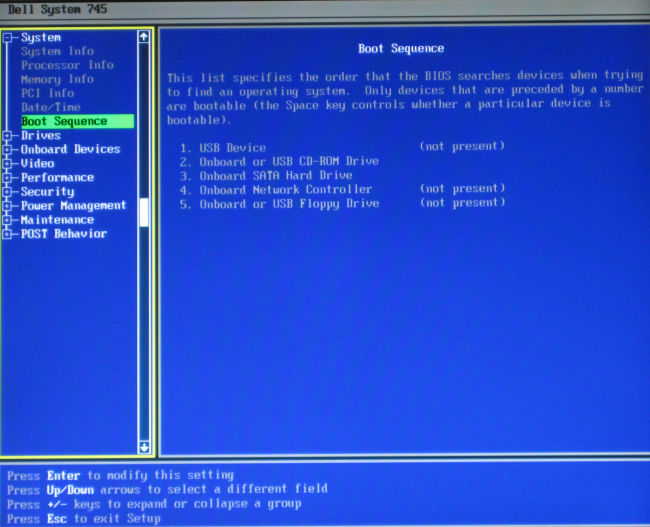 Dell System 745
System
System Info
Processor Info
Memory Info
PCI Info
Date/Time
Boot Sequence
Drives
Onboard Devices
Video
Performance
Security
Power Management
Maintenance
POST Behavior
Boot Sequence
This list specifies the order that the BIOS searches devices when trying
to find an operating system. Only devices that are preceded by a number
are bootable (the Space key controls whether a particular device is
bootable).
1. USB Device (not present)
2. Onboard or USB CD-ROM Drive
3. Onboard SATA Hard Drive
4. Onboard Network Controller (not present)
5. Onboard or USB Floppy Drive (not present)
Press Enter to modify this setting
Press Up/Down arrows to select a different field
Press +/- keys to expand or collapse a group
Press Esc to exit Setup